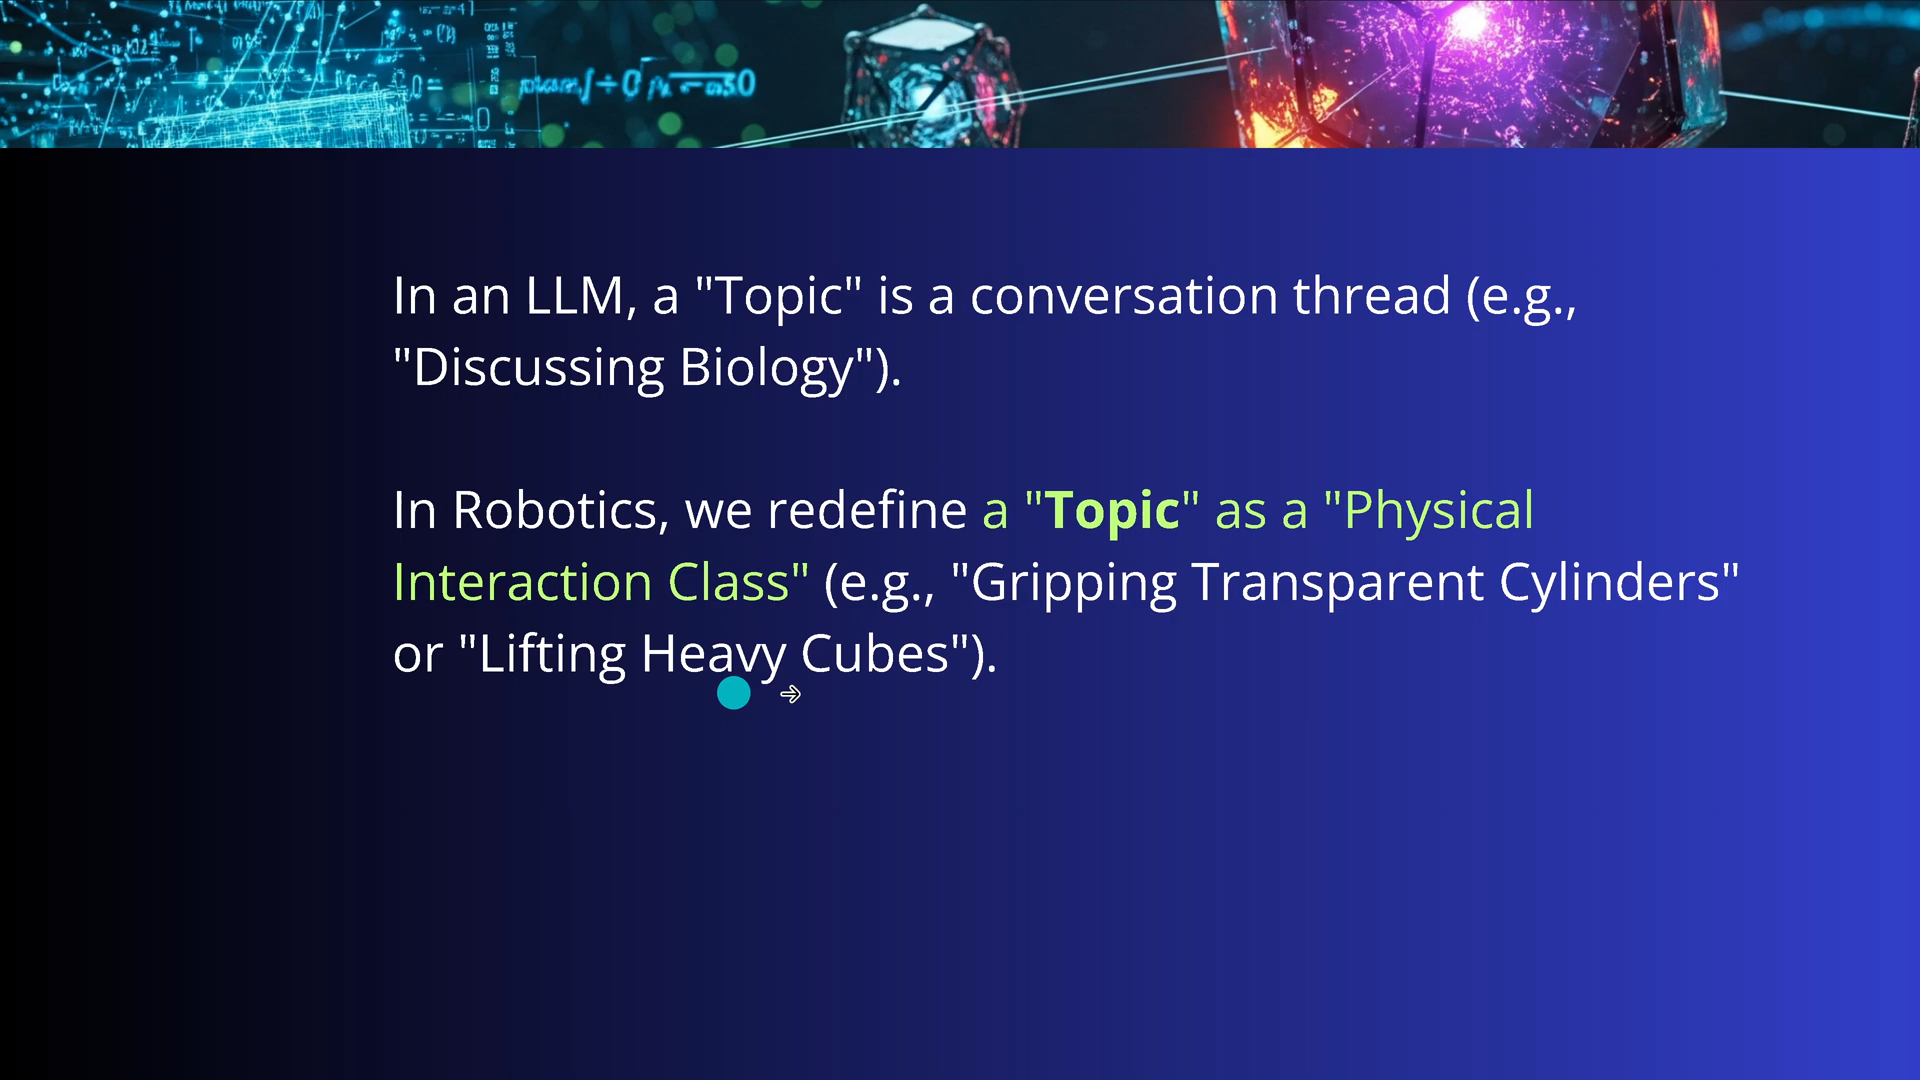 In an LLM, a "Topic" is a conversation thread (e.g.,
"Discussing Biology").
In Robotics, we redefine a "Topic" as a "Physical
Interaction Class" (e.g., "Gripping Transparent Cylinders"
or "Lifting Heavy Cubes").